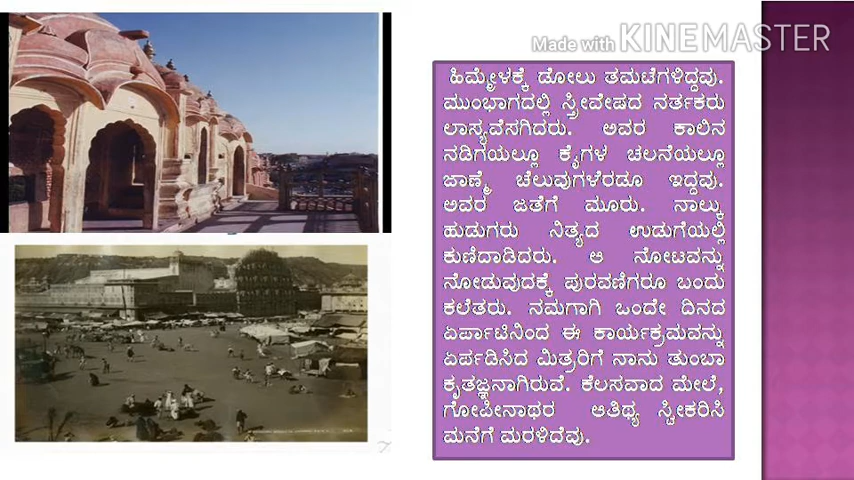 Made with KINEMASTER
ಹಿಮ್ಮೇಳಕ್ಕೆ ಡೋಲು ತಮಟೆಗಳಿದ್ದವು.
ಮುಂಭಾಗದಲ್ಲಿ ಸ್ತ್ರೀವೇಷದ ನರ್ತಕರು
ಲಾಸ್ಯವೆಸಗಿದರು. ಅವರ ಕಾಲಿನ
ನಡಿಗೆಯಲ್ಲೂ ಕೈಗಳ ಚಲನೆಯಲ್ಲೂ
ಜಾಣ್ಮೆ ಚೆಲುವುಗಳೆರಡೂ ಇದ್ದವು.
ಅವರ ಜತೆಗೆ ಮೂರು. ನಾಲ್ಕು
ಹುಡುಗರು ನಿತ್ಯದ ಉಡುಗೆಯಲ್ಲಿ
ಕುಣಿದಾಡಿದರು. ಆ ನೋಟವನ್ನು
ನೋಡುವುದಕ್ಕೆ ಪುರವಣಿಗರೂ ಬಂದು
ಕಲೆತರು. ನಮಗಾಗಿ ಒಂದೇ ದಿನದ
ಏರ್ಪಾಟಿನಿಂದ ಈ ಕಾರ್ಯಕ್ರಮವನ್ನು
ಏರ್ಪಡಿಸಿದ ಮಿತ್ರರಿಗೆ ನಾನು ತುಂಬಾ
ಕೃತಜ್ಞನಾಗಿರುವೆ. ಕೆಲಸವಾದ ಮೇಲೆ,
ಗೋಪೀನಾಥರ ಆತಿಥ್ಯ ಸ್ವೀಕರಿಸಿ
ಮನೆಗೆ ಮರಳಿದೆವು.